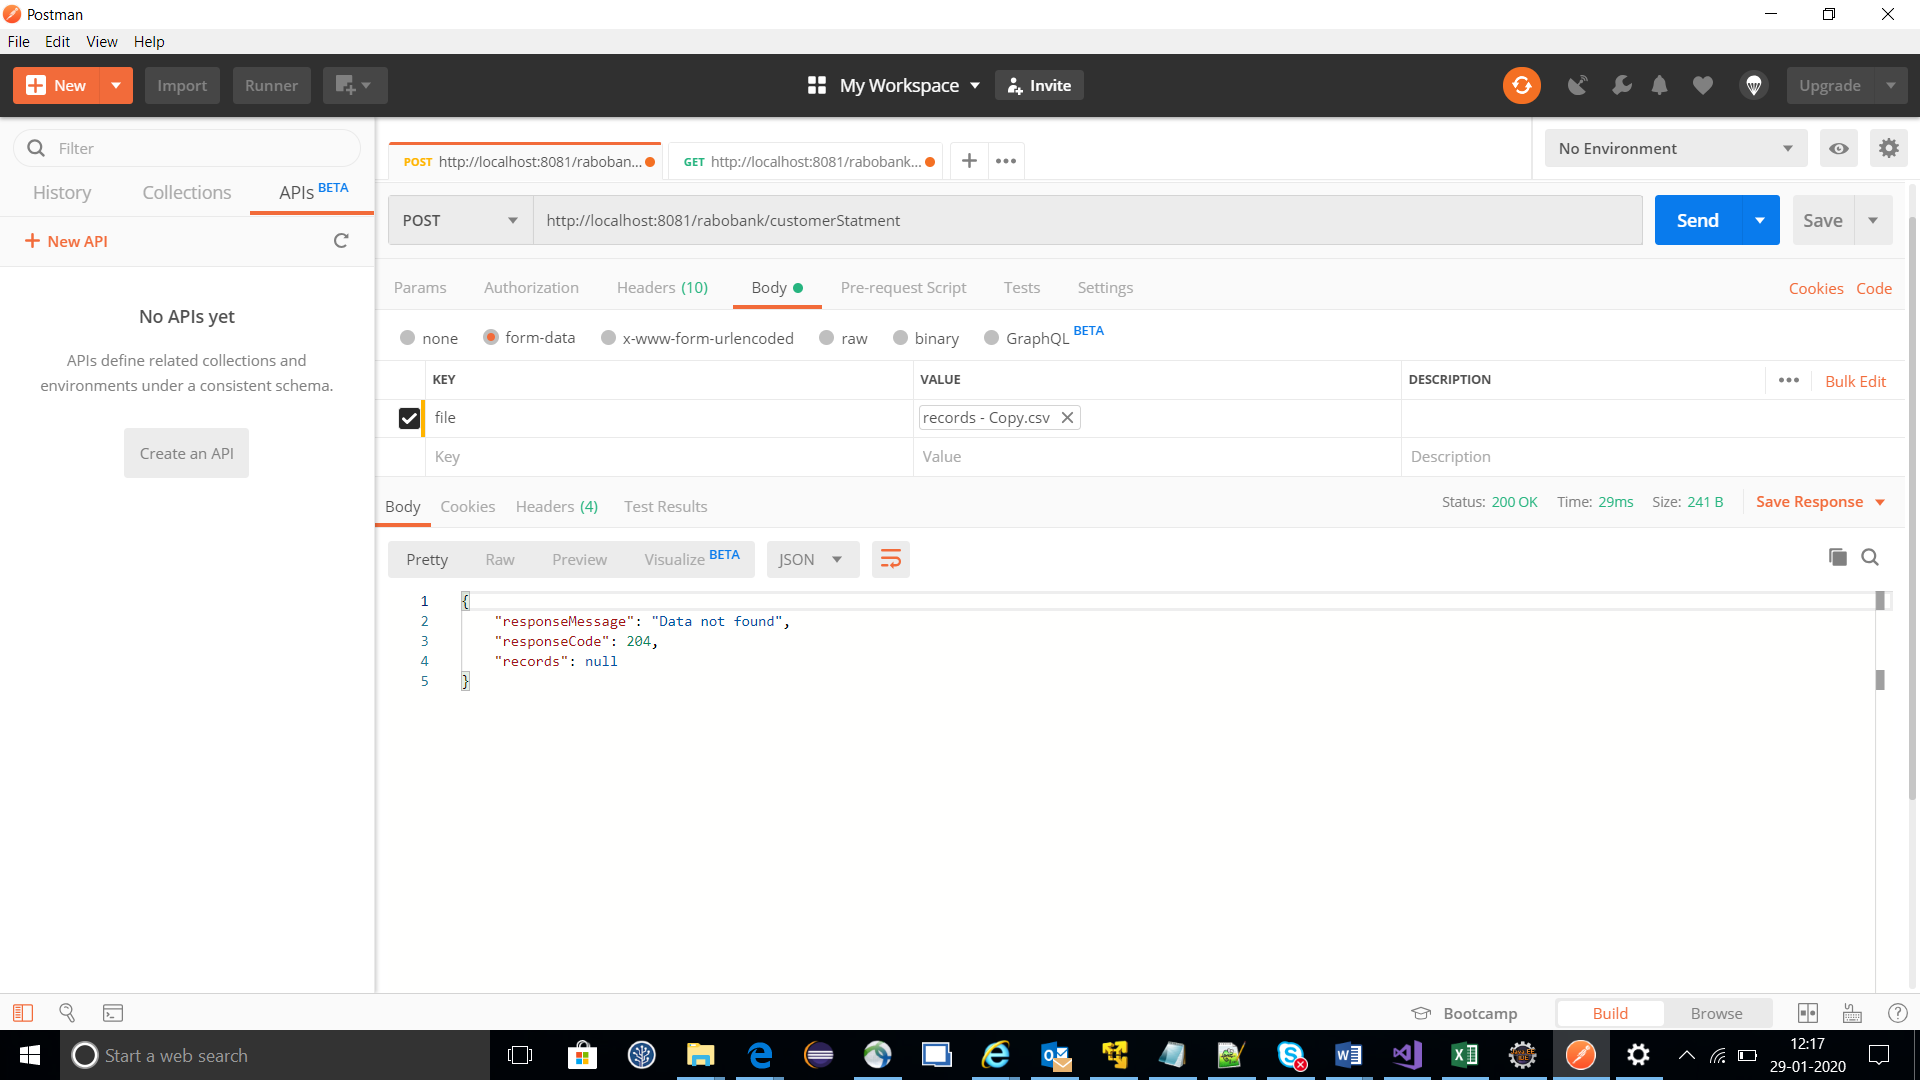 Postman
File Edit View Help
New Import Runner My Workspace Invite Upgrade
Filter
History Collections APIs BETA
New API
No APIs yet
APIs define related collections and
environments under a consistent schema.
Create an API
POST http://localhost:8081/raboban... GET http://localhost:8081/rabobank... No Environment
POST http://localhost:8081/rabobank/customerStatment Send Save
Params Authorization Headers (10) Body Pre-request Script Tests Settings Cookies Code
none form-data x-www-form-urlencoded raw binary GraphQL BETA
KEY VALUE DESCRIPTION Bulk Edit
file records - Copy.csv
Key Value Description
Body Cookies Headers (4) Test Results Status: 200 OK Time: 29ms Size: 241 B Save Response
Pretty Raw Preview Visualize BETA JSON
1 {
2 "responseMessage": "Data not found",
3 "responseCode": 204,
4 "records": null
5 }
Bootcamp Build Browse
Start a web search 12:17
29-01-2020